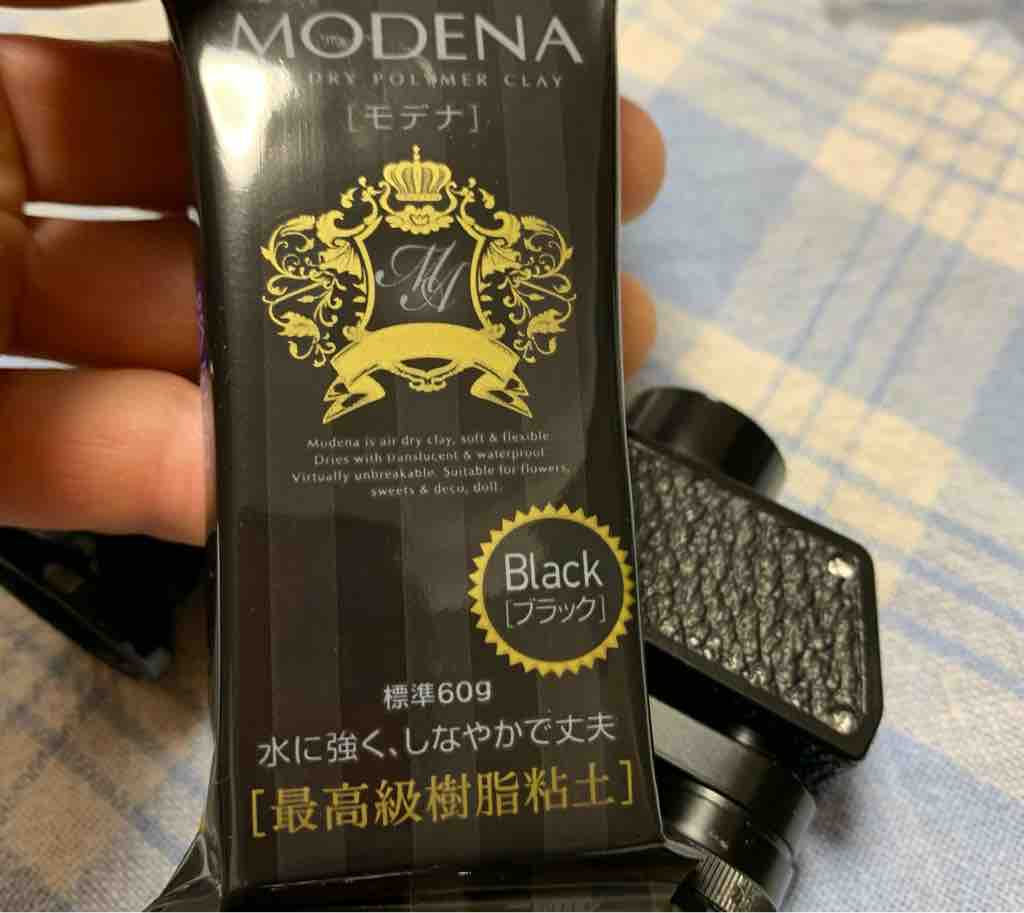 MODENA
DRY POLYMER CLAY
[モデナ]
MA
Modena is air dry clay, soft & flexible.
Dries with translucent & waterproof.
Virtually unbreakable. Suitable for flowers,
sweets & deco, doll.
Black
[ブラック]
標準60g
水に強く、しなやかで丈夫
[最高級樹脂粘土]